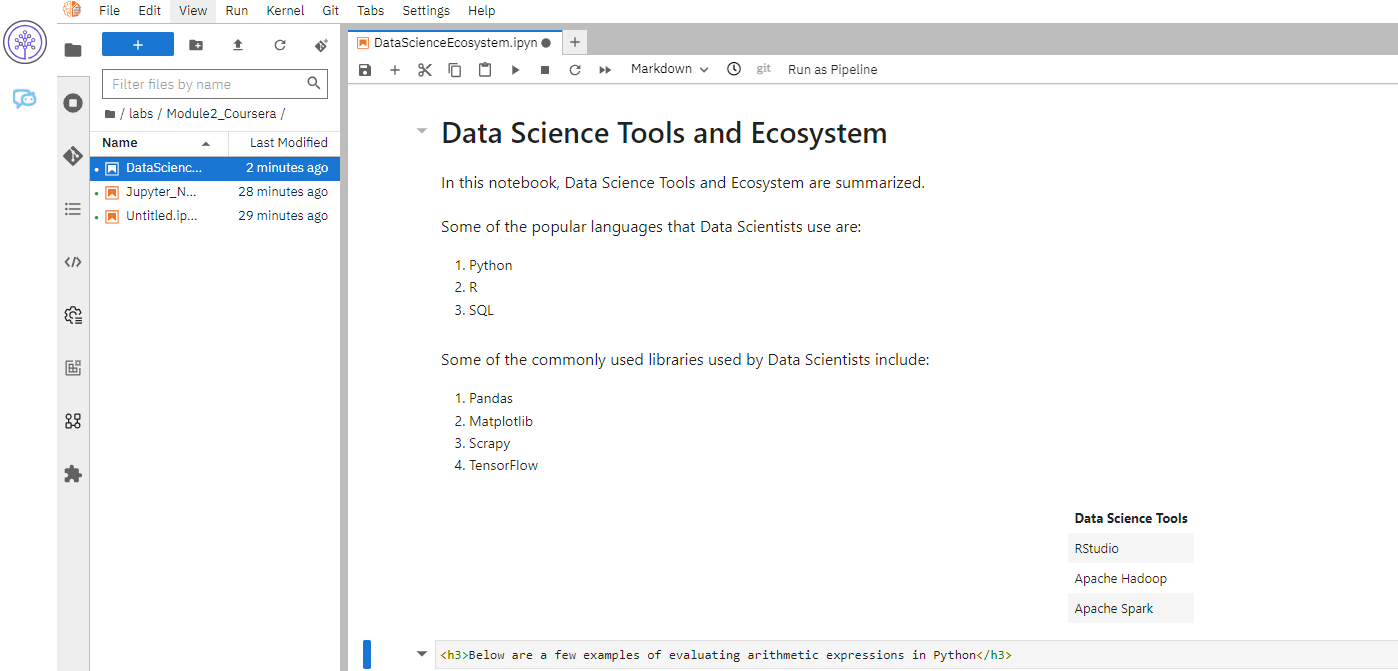 File Edit View Run Kernel Git Tabs Settings Help
DataScienceEcosystem.ipyn
Filter files by name
Markdown git Run as Pipeline
/ labs / Module2_Coursera /
Name Last Modified
DataScienc... 2 minutes ago
Jupyter_N... 28 minutes ago
Untitled.ip... 29 minutes ago
Data Science Tools and Ecosystem
In this notebook, Data Science Tools and Ecosystem are summarized.
Some of the popular languages that Data Scientists use are:
1. Python
2. R
3. SQL
Some of the commonly used libraries used by Data Scientists include:
1. Pandas
2. Matplotlib
3. Scrapy
4. TensorFlow
Data Science Tools
RStudio
Apache Hadoop
Apache Spark
<h3>Below are a few examples of evaluating arithmetic expressions in Python</h3>